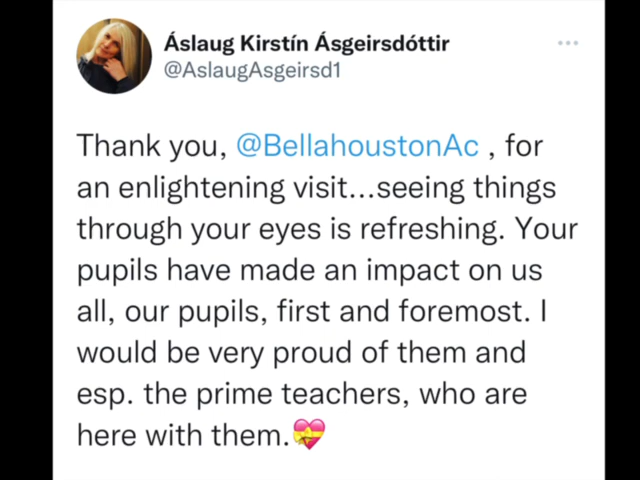 Áslaug Kirstín Ásgeirsdóttir
@AslaugAsgeirsd1
Thank you, @BellahoustonAc , for
an enlightening visit...seeing things
through your eyes is refreshing. Your
pupils have made an impact on us
all, our pupils, first and foremost. I
would be very proud of them and
esp. the prime teachers, who are
here with them.💝